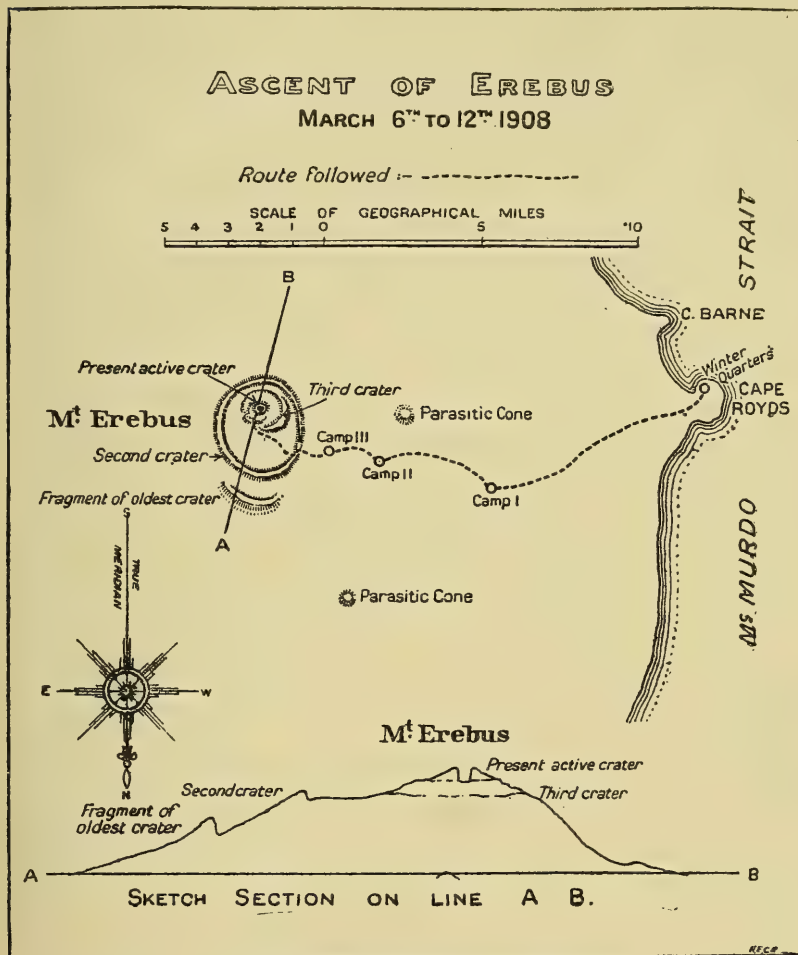 ASCENT OF EREBUS
MARCH 6TH TO 12TH 1908
Route followed :-
SCALE OF GEOGRAPHICAL MILES
5 4 3 2 1 0 5 10
STRAIT
B
C. BARNE
Winter Quarters
CAPE ROYDS
Present active crater
Third crater
Mt. Erebus
Parasitic Cone
Second crater
Camp III
Camp II
Camp I
Fragment of oldest crater
A
S
TRUE MERIDIAN
Parasitic Cone
McMURDO
E W
N
Mt. Erebus
Present active crater
Second crater
Third crater
Fragment of oldest crater
A B
SKETCH SECTION ON LINE A B.